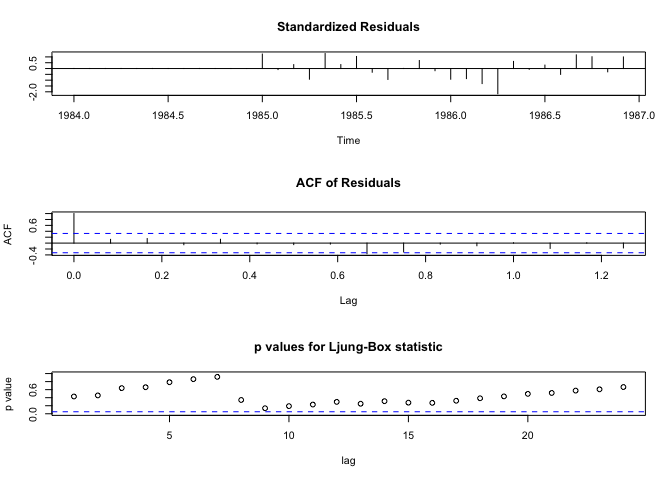 Standardized Residuals
0.5
-2.0
1984.0 1984.5 1985.0 1985.5 1986.0 1986.5 1987.0
Time
ACF of Residuals
ACF
0.6
-0.4
0.0 0.2 0.4 0.6 0.8 1.0 1.2
Lag
p values for Ljung-Box statistic
p value
0.6
0.0
5 10 15 20
lag